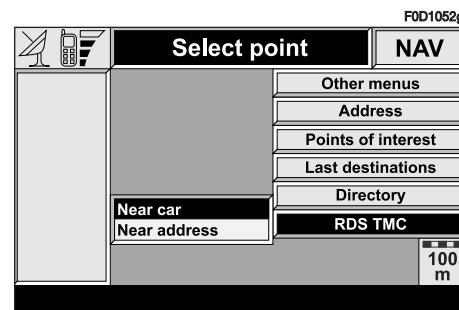 F0D1052g
Select point
NAV
Other menus
Address
Points of interest
Last destinations
Directory
Near car
Near address
RDS TMC
100
m